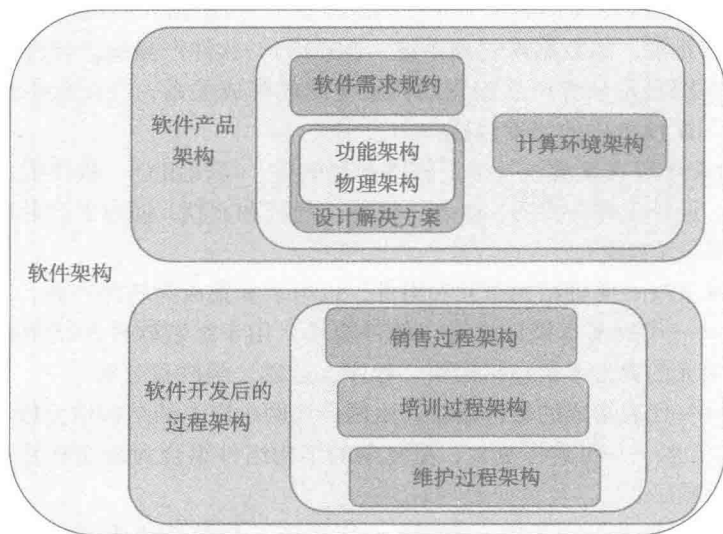 软件架构
软件产品
架构
软件需求规约
功能架构
物理架构
设计解决方案
计算环境架构
软件开发后的
过程架构
销售过程架构
培训过程架构
维护过程架构